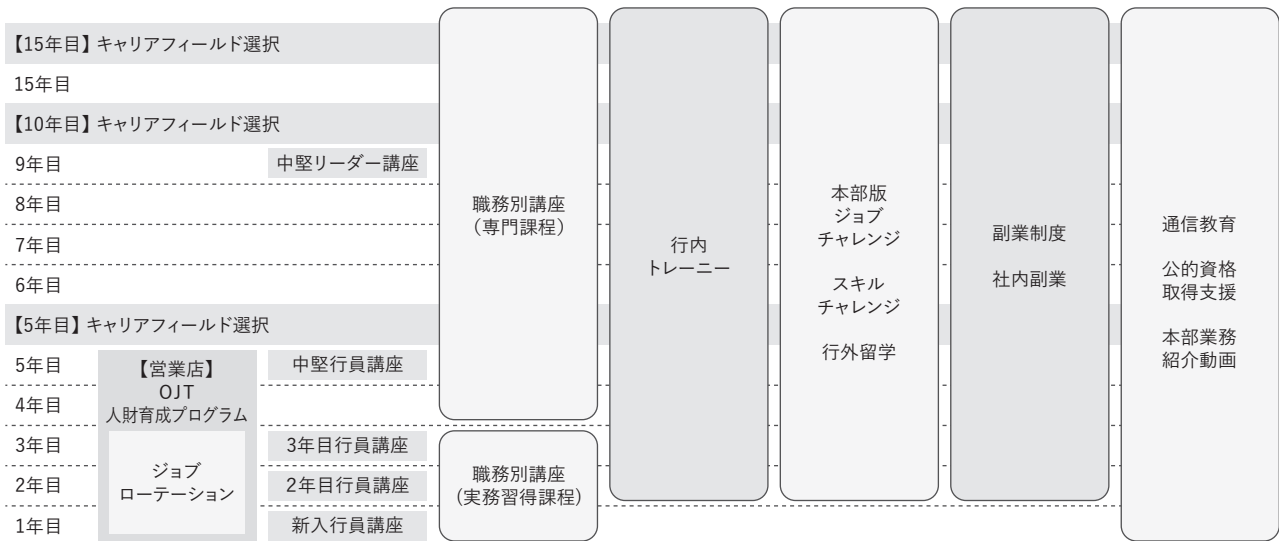 【15年目】キャリアフィールド選択
15年目
【10年目】キャリアフィールド選択
9年目
中堅リーダー講座
8年目
7年目
6年目
【5年目】キャリアフィールド選択
5年目
4年目
3年目
2年目
1年目
【営業店】
OJT
人財育成プログラム
ジョブ
ローテーション
中堅行員講座
3年目行員講座
2年目行員講座
新入行員講座
職務別講座
（専門課程）
職務別講座
(実務習得課程)
行内
トレーニー
本部版
ジョブ
チャレンジ
スキル
チャレンジ
行外留学
副業制度
社内副業
通信教育
公的資格
取得支援
本部業務
紹介動画